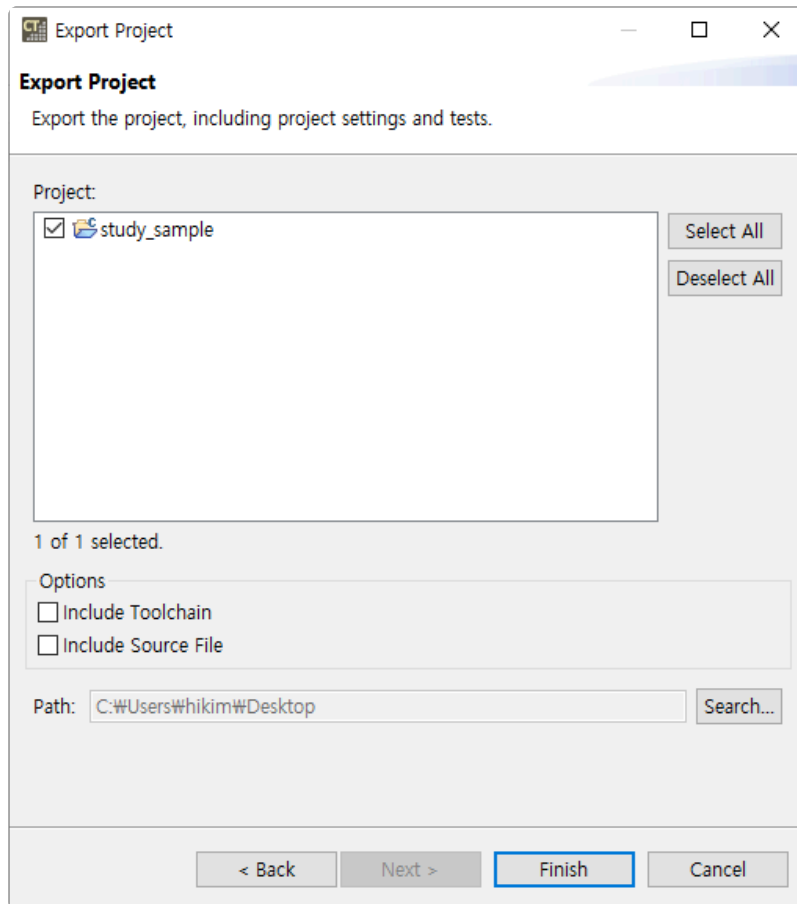 CT
Export Project
Export Project
Export the project, including project settings and tests.
Project:
study_sample
Select All
Deselect All
1 of 1 selected.
Options
Include Toolchain
Include Source File
Path: C:₩Users₩hikim₩Desktop Search...
< Back Next > Finish Cancel